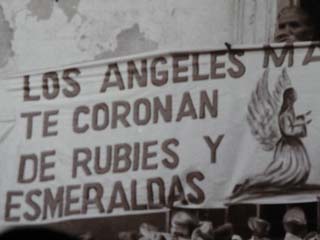 LOS ANGELES
TE CORONAN
DE RUBIES Y
ESMERALDAS